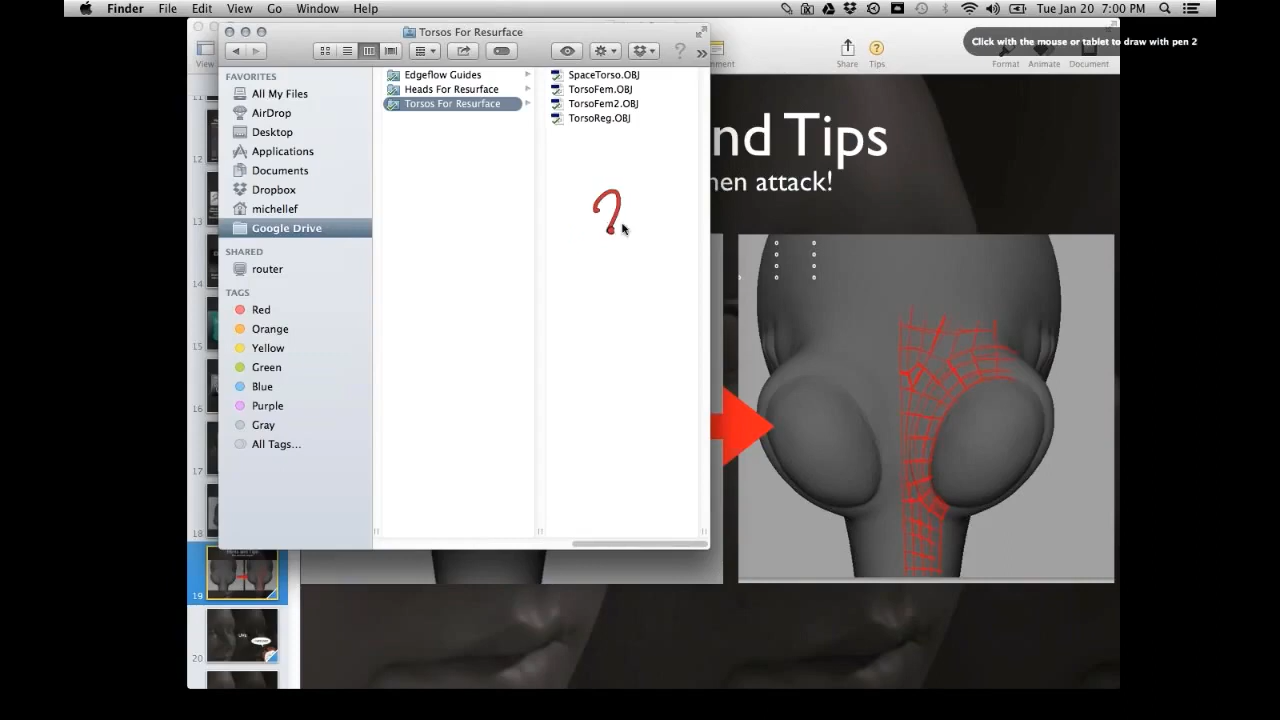 Finder File Edit View Go Window Help
Tue Jan 20 7:00 PM
Torsos For Resurface
Click with the mouse or tablet to draw with pen 2
View
Share Tips
Format Animate Document
FAVORITES
All My Files
AirDrop
Desktop
Applications
Documents
Dropbox
michellef
Google Drive
SHARED
router
TAGS
Red
Orange
Yellow
Green
Blue
Purple
Gray
All Tags...
Edgeflow Guides
Heads For Resurface
Torsos For Resurface
SpaceTorso.OBJ
TorsoFem.OBJ
TorsoFem2.OBJ
TorsoReg.OBJ
?
nd Tips
hen attack!
12
13
14
15
16
17
18
19
20